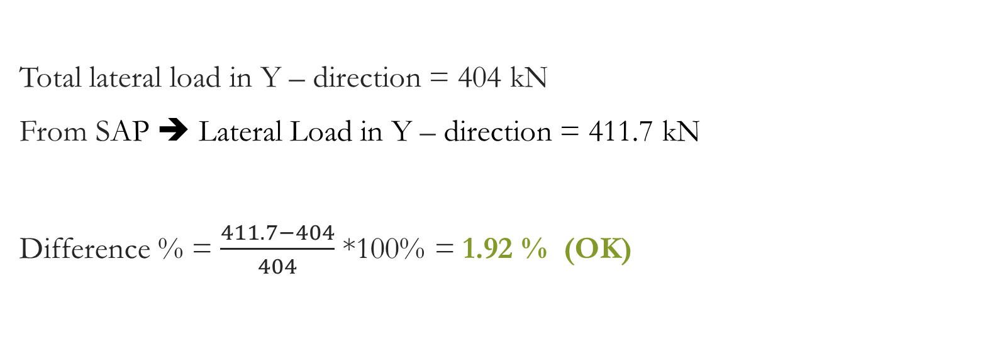 Total lateral load in Y – direction = 404 kN
From SAP 🡺 Lateral Load in Y – direction = 411.7 kN
Difference % = \frac{411.7−404}{404} *100% = 1.92 % (OK)